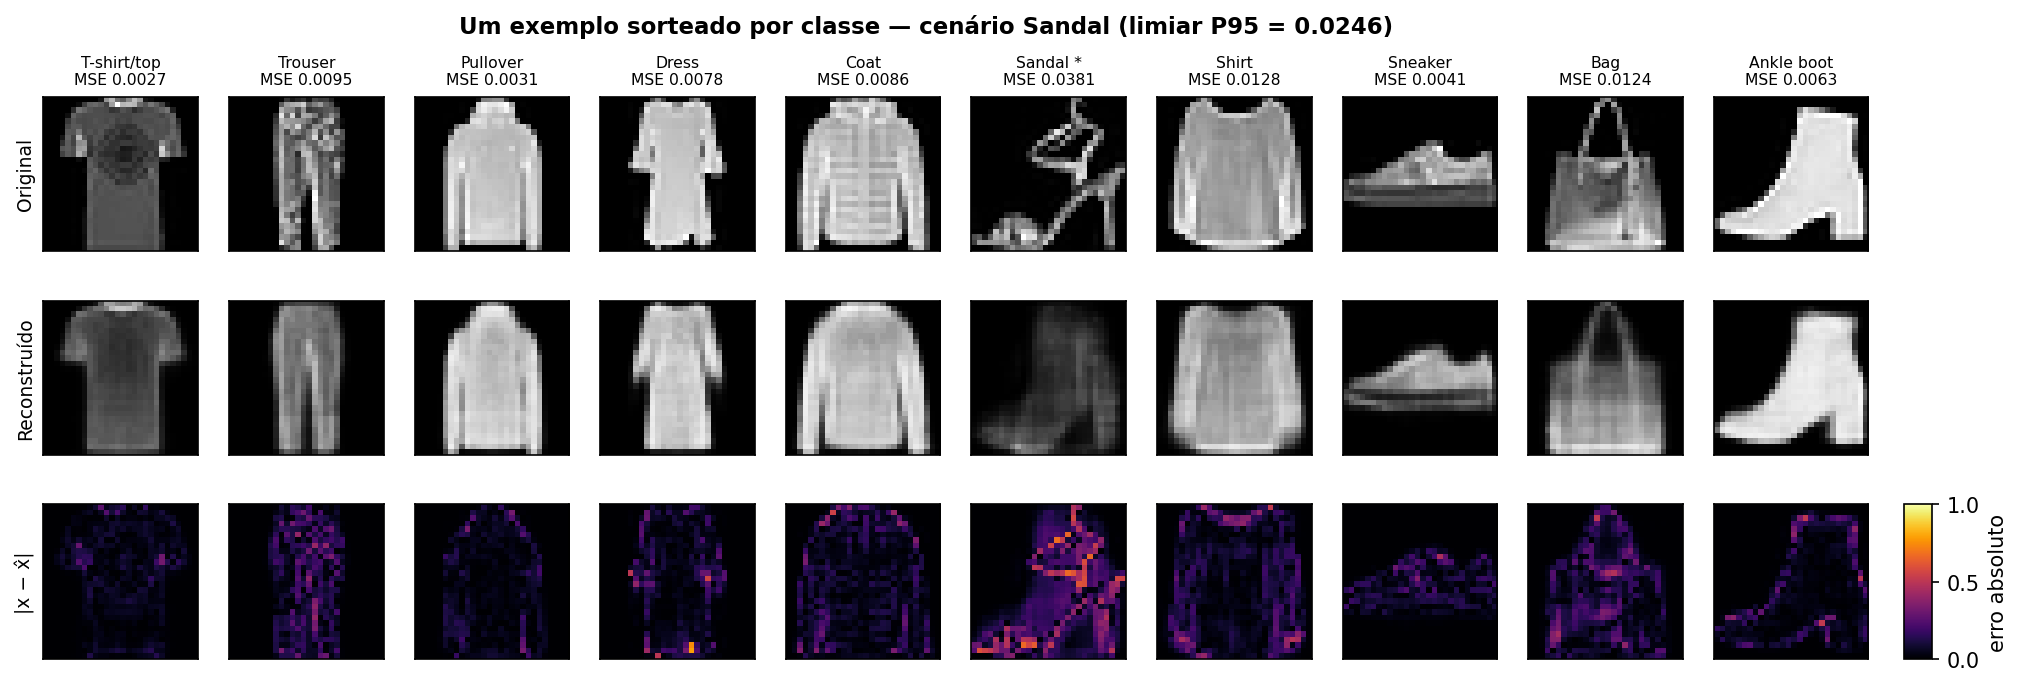 Um exemplo sorteado por classe — cenário Sandal (limiar P95 = 0.0246)
T-shirt/top
MSE 0.0027
Trouser
MSE 0.0095
Pullover
MSE 0.0031
Dress
MSE 0.0078
Coat
MSE 0.0086
Sandal *
MSE 0.0381
Shirt
MSE 0.0128
Sneaker
MSE 0.0041
Bag
MSE 0.0124
Ankle boot
MSE 0.0063
Original
Reconstruído
|x − x̂|
1.0
0.5
0.0
erro absoluto